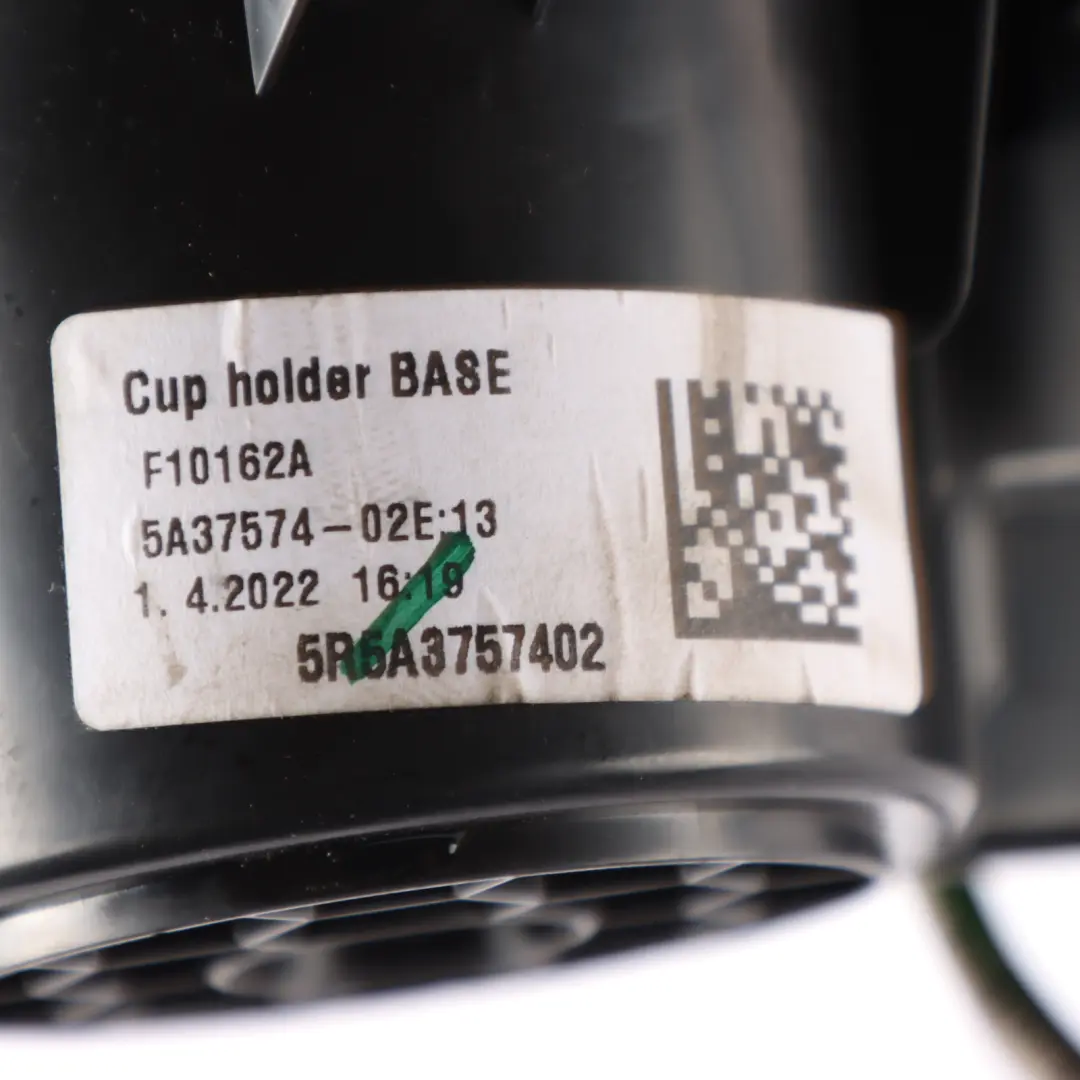 Cup holder BASE
F10162A
5A37574-02E:13
1. 4.2022 16:19
5R5A3757402